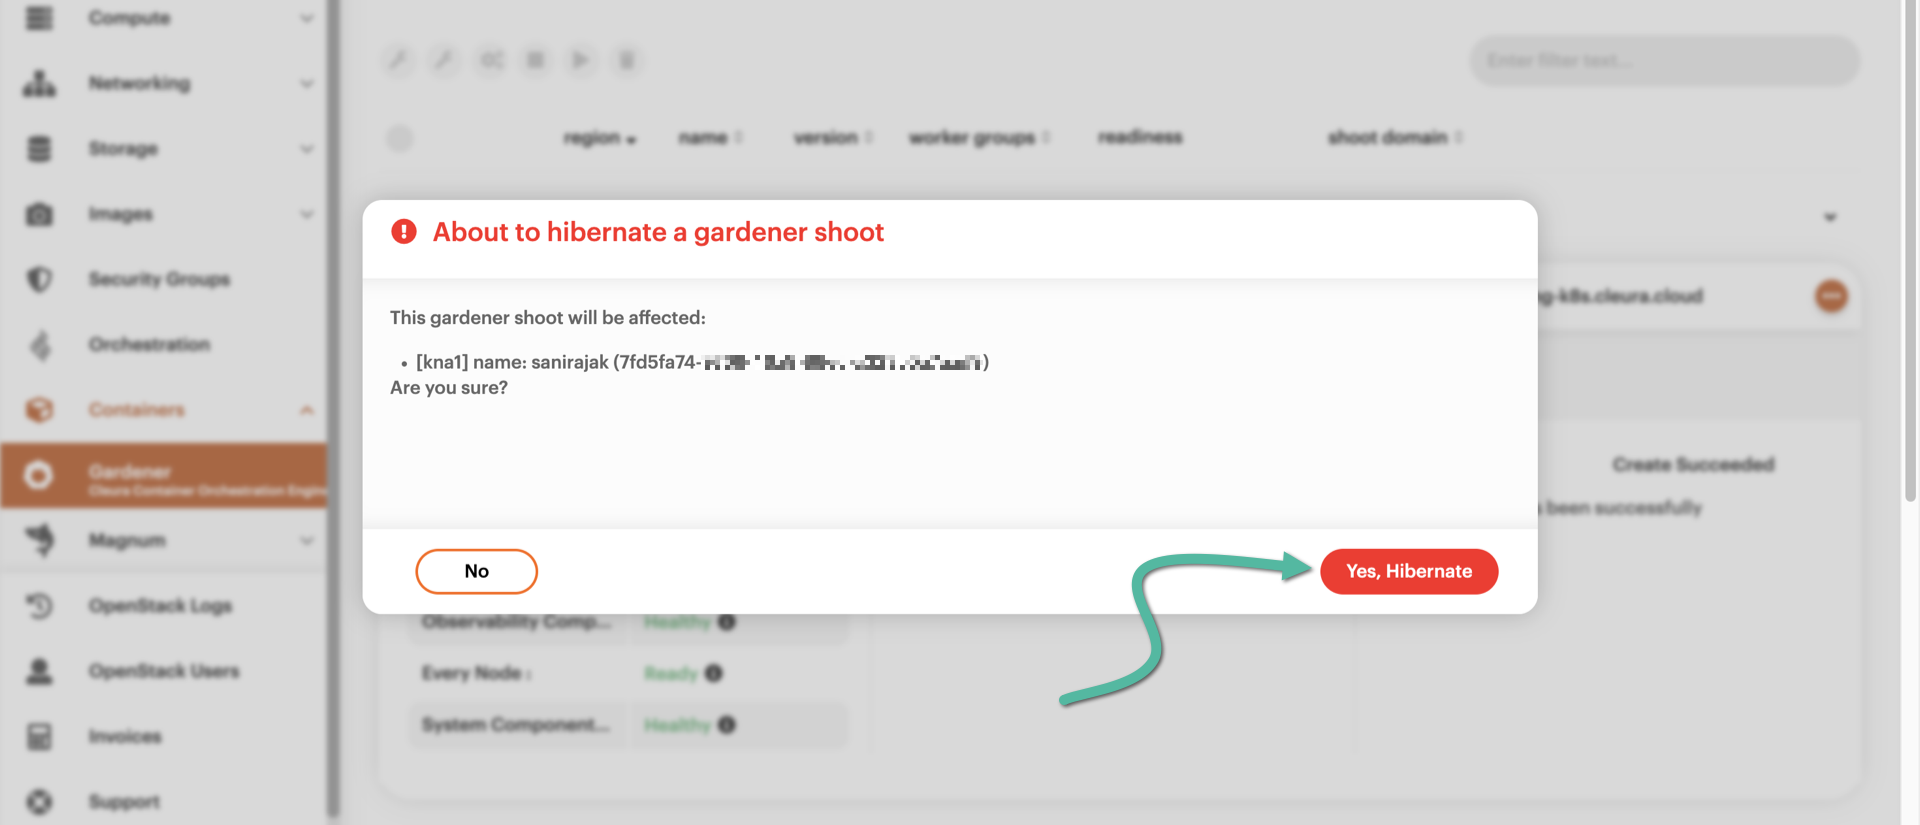 Compute
Networking
Storage
Images
Security Groups
Orchestration
Containers
Gardener
Cleura Container Orchestration Engine
Magnum
OpenStack Logs
OpenStack Users
Invoices
Support
Enter filter text...
region name version worker groups readiness shoot domain
About to hibernate a gardener shoot
This gardener shoot will be affected:
• [kna1] name: sanirajak (7fd5fa74- )
Are you sure?
No
Yes, Hibernate
g-k8s.cleura.cloud
Create Succeeded
been successfully
Observability Comp... Healthy
Every Node : Ready
System Component... Healthy